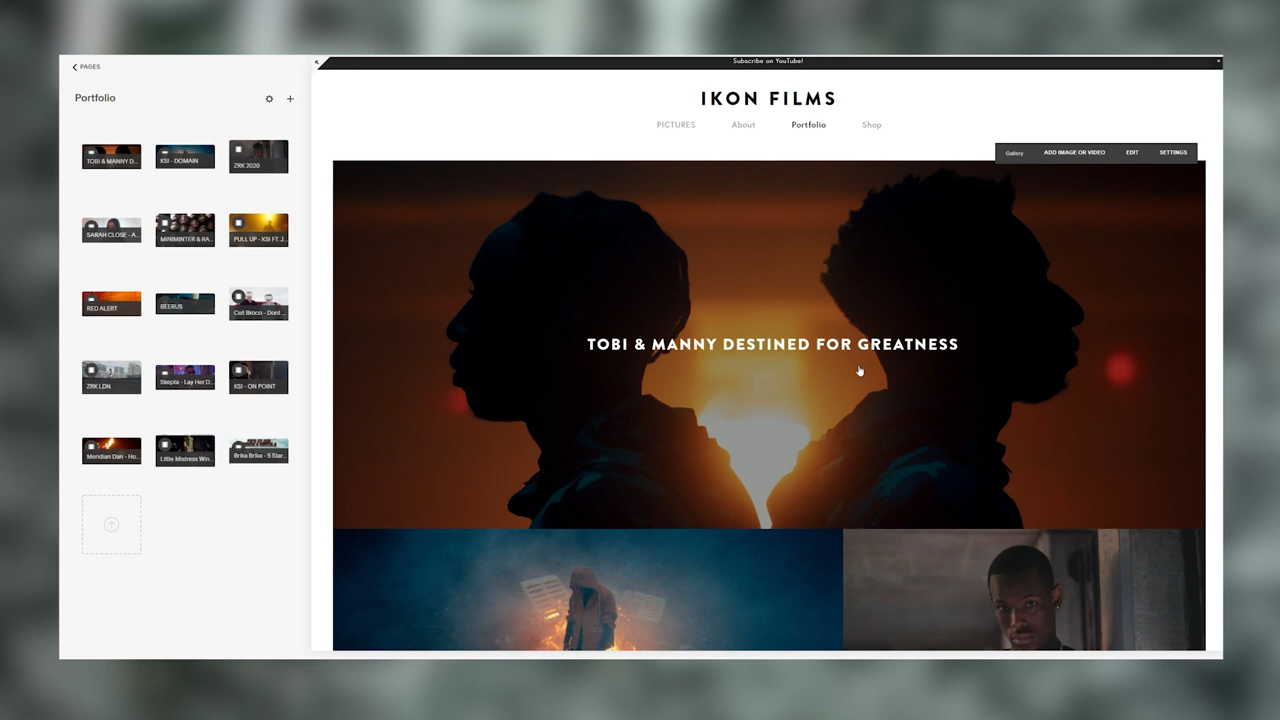 PAGES
Portfolio
TOBI & MANNY D...
KSI - DOMAIN
ZRK 2020
SARAH CLOSE - A...
MINIMINTER & RA...
PULL UP - KSI FT. J...
RED ALERT
BEERUS
Cell Broco - Dont ...
ZRK LDN
Skepta - Lay Her D...
KSI - ON POINT
Meridian Dan - Ho...
Little Mistress Win...
Brika Brika - 5 Star...
Subscribe on YouTube!
IKON FILMS
PICTURES About Portfolio Shop
Gallery ADD IMAGE OR VIDEO EDIT SETTINGS
TOBI & MANNY DESTINED FOR GREATNESS